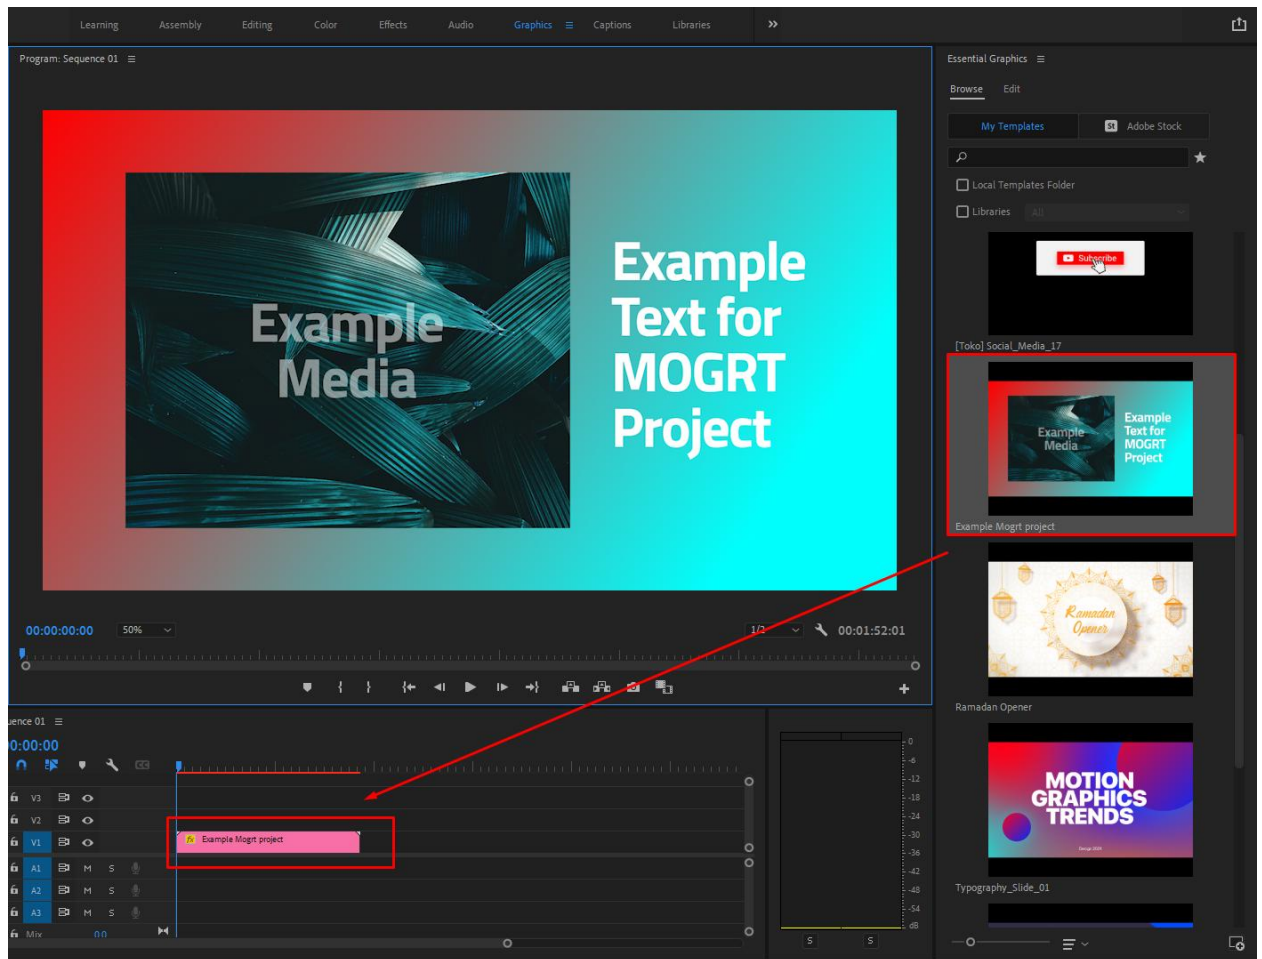 Learning Assembly Editing Color Effects Audio Graphics Captions Libraries
Program: Sequence 01
Example
Media
Example
Text for
MOGRT
Project
00:00:00:00 50% 1/2 00:01:52:01
Essential Graphics
Browse Edit
My Templates St Adobe Stock
Local Templates Folder
Libraries All
Subscribe
[Toko] Social_Media_17
Example
Media
Example
Text for
MOGRT
Project
Example Mogrt project
Ramadan
Opener
Ramadan Opener
MOTION
GRAPHICS
TRENDS
Typography_Slide_01
uence 01
00:00:00
V3
V2
V1
fx Example Mogrt project
A1 M S
A2 M S
A3 M S
Mix 0.0
0
-6
-12
-18
-24
-30
-36
-42
-48
-54
dB
S S